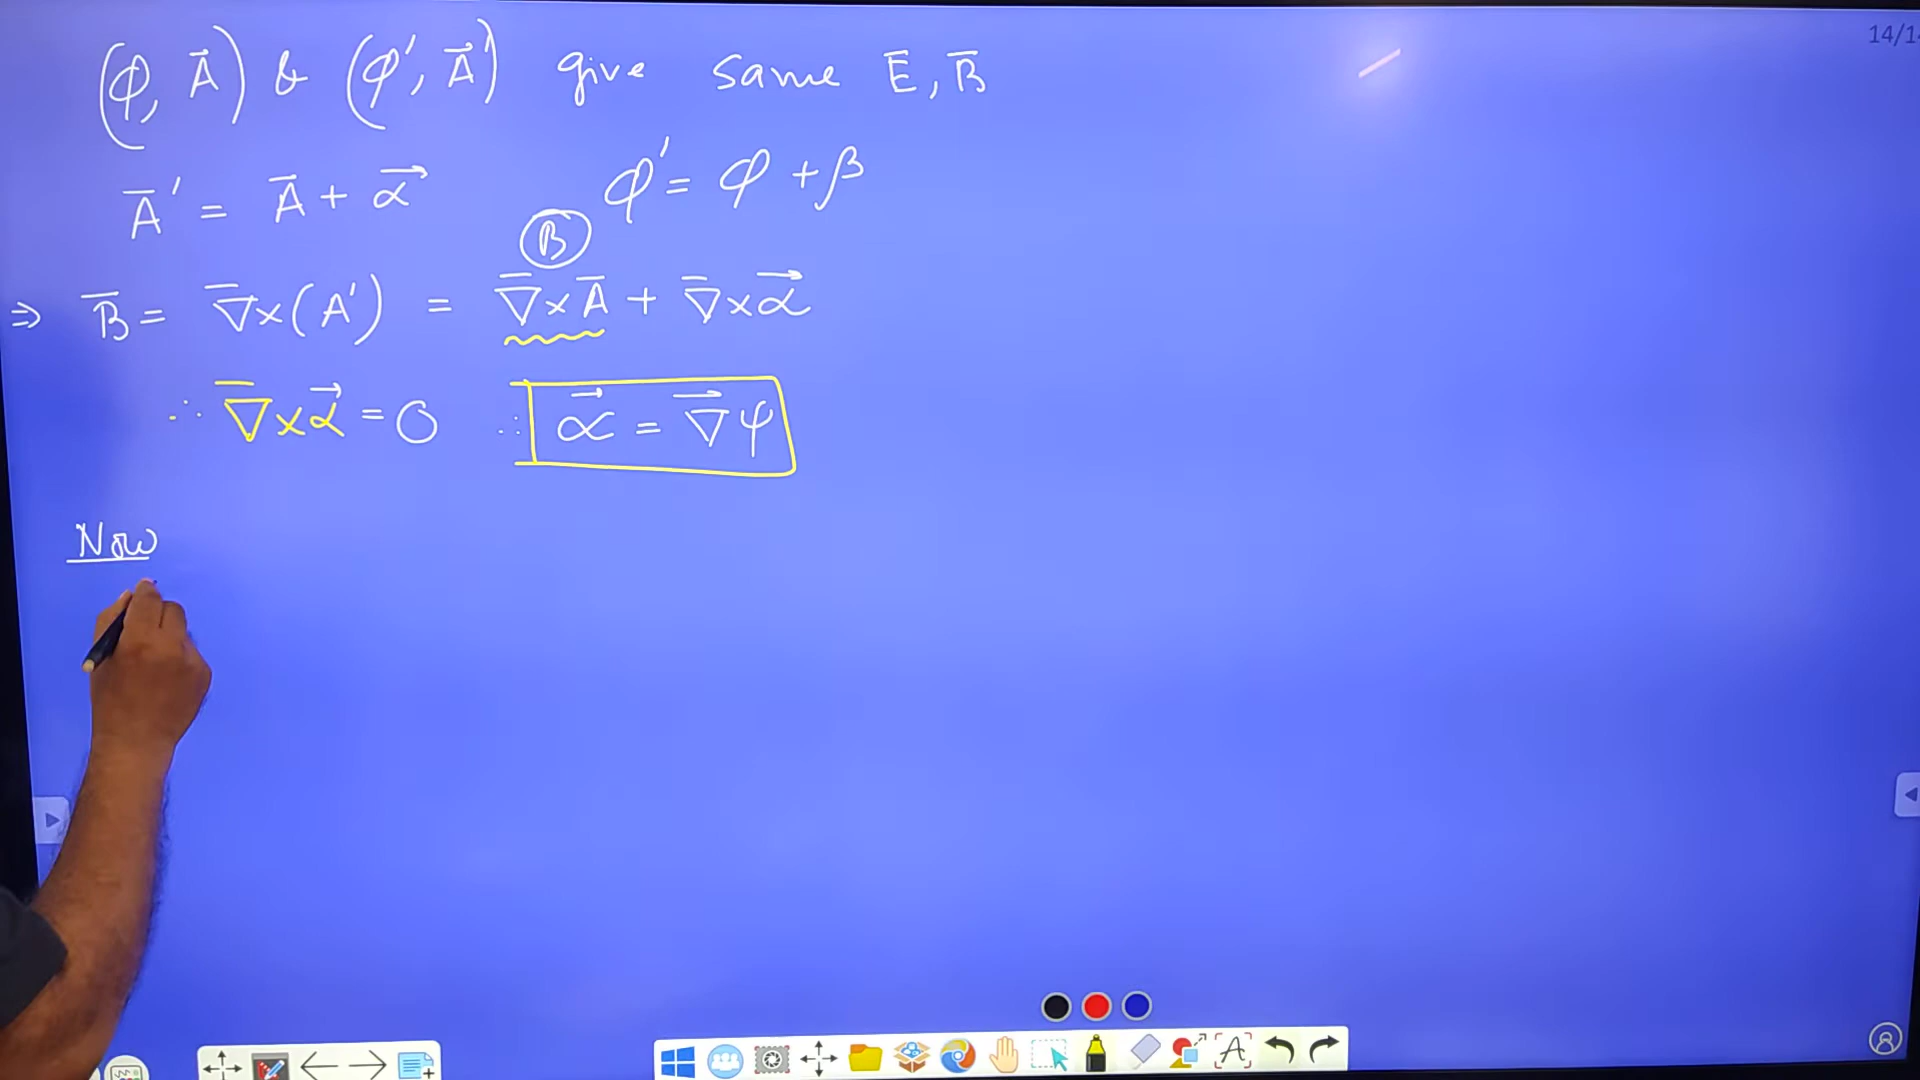 14/1
(φ, A̅) & (φ', A⃗') give same E̅, B̅
A̅' = A̅ + α⃗ φ' = φ + β
B
⇒ B̅ = ∇̅×(A') = ∇̅×A̅ + ∇̅×α⃗
∴ ∇̅×α⃗ = 0 ∴ α⃗ = ∇⃗ψ
Now
A